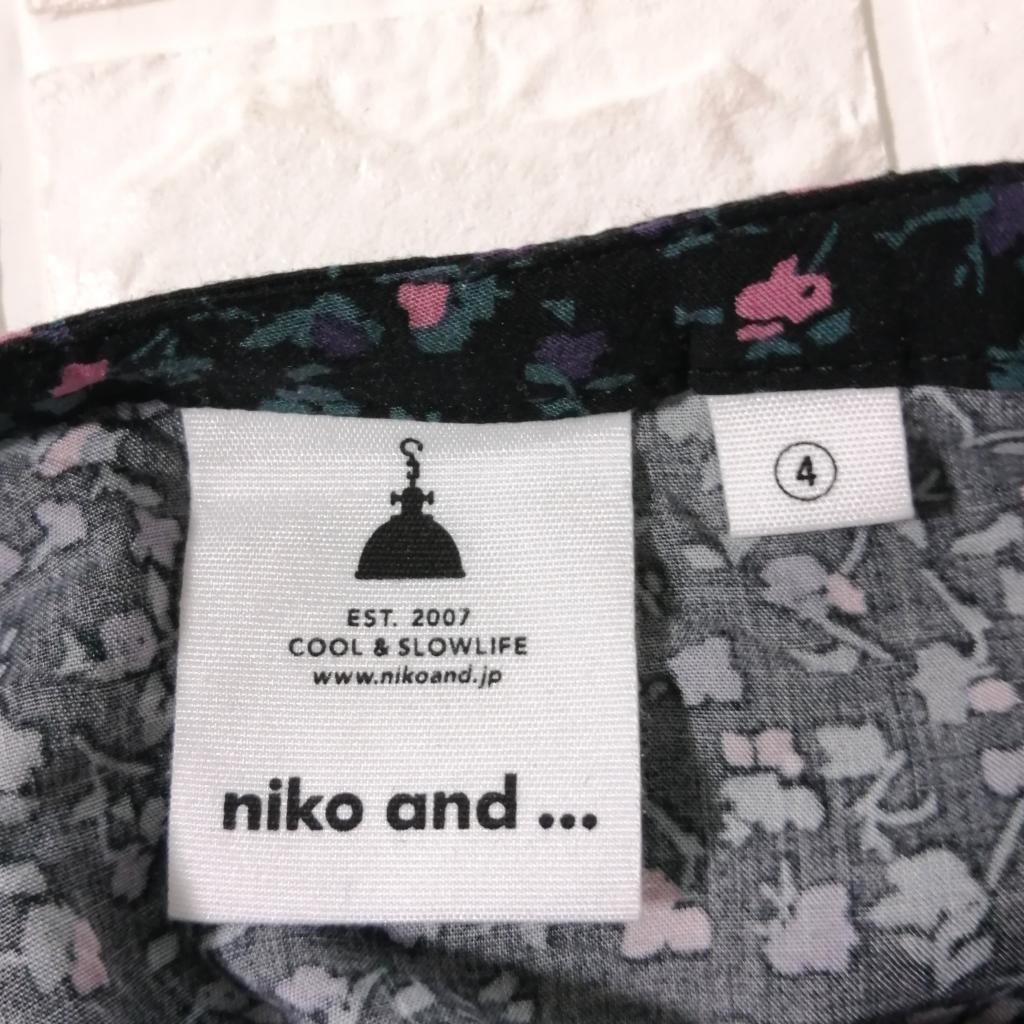 EST. 2007
COOL & SLOWLIFE
www.nikoand.jp
niko and ...
4